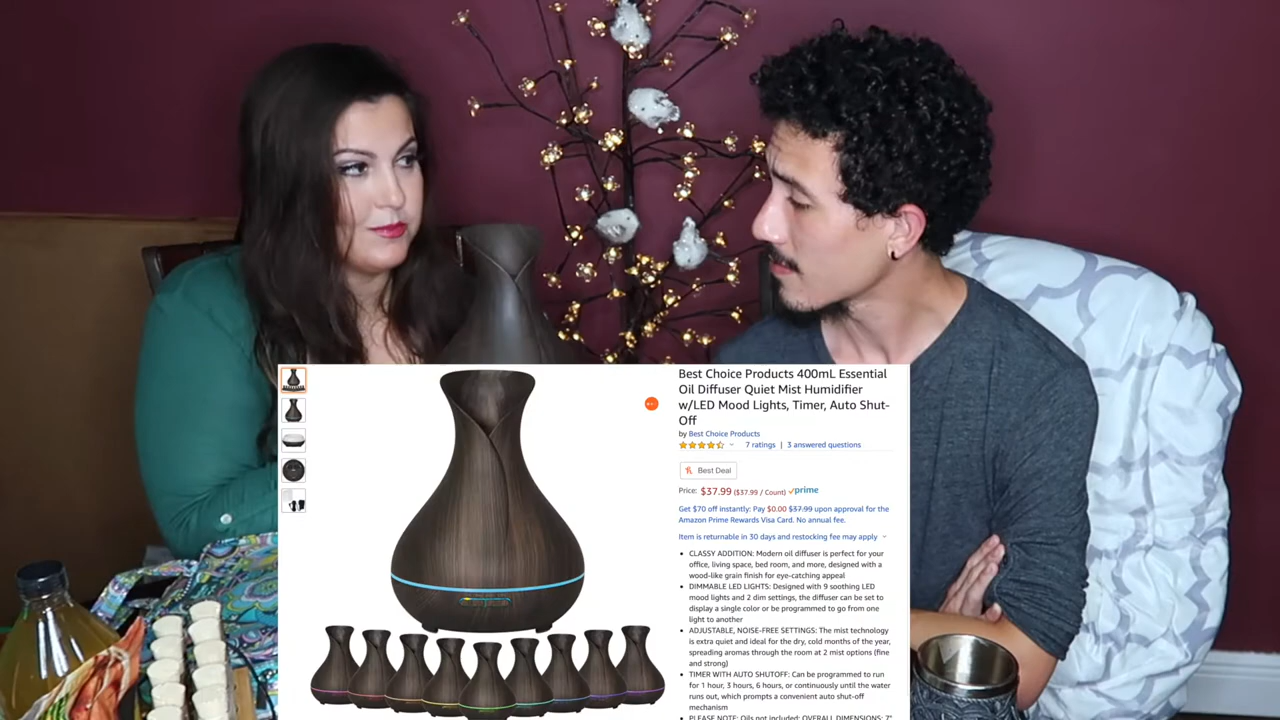 Best Choice Products 400mL Essential
Oil Diffuser Quiet Mist Humidifier
w/LED Mood Lights, Timer, Auto Shut-
Off
by Best Choice Products
7 ratings | 3 answered questions
Best Deal
Price: $37.99 ($37.99 / Count) prime
Get $70 off instantly: Pay $0.00 $37.99 upon approval for the
Amazon Prime Rewards Visa Card. No annual fee.
Item is returnable in 30 days and restocking fee may apply
• CLASSY ADDITION: Modern oil diffuser is perfect for your
office, living space, bed room, and more, designed with a
wood-like grain finish for eye-catching appeal
• DIMMABLE LED LIGHTS: Designed with 9 soothing LED
mood lights and 2 dim settings, the diffuser can be set to
display a single color or be programmed to go from one
light to another
• ADJUSTABLE, NOISE-FREE SETTINGS: The mist technology
is extra quiet and ideal for the dry, cold months of the year,
spreading aromas through the room at 2 mist options (fine
and strong)
• TIMER WITH AUTO SHUTOFF: Can be programmed to run
for 1 hour, 3 hours, 6 hours, or continuously until the water
runs out, which prompts a convenient auto shut-off
mechanism
• PLEASE NOTE: Oils not included; OVERALL DIMENSIONS: 7"